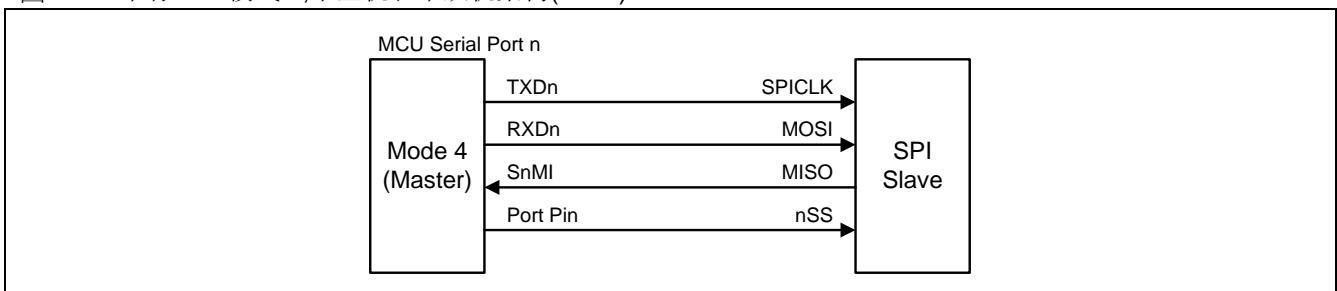 MCU Serial Port n
TXDn SPICLK
RXDn MOSI
Mode 4
(Master)
SPI
Slave
SnMI MISO
Port Pin nSS